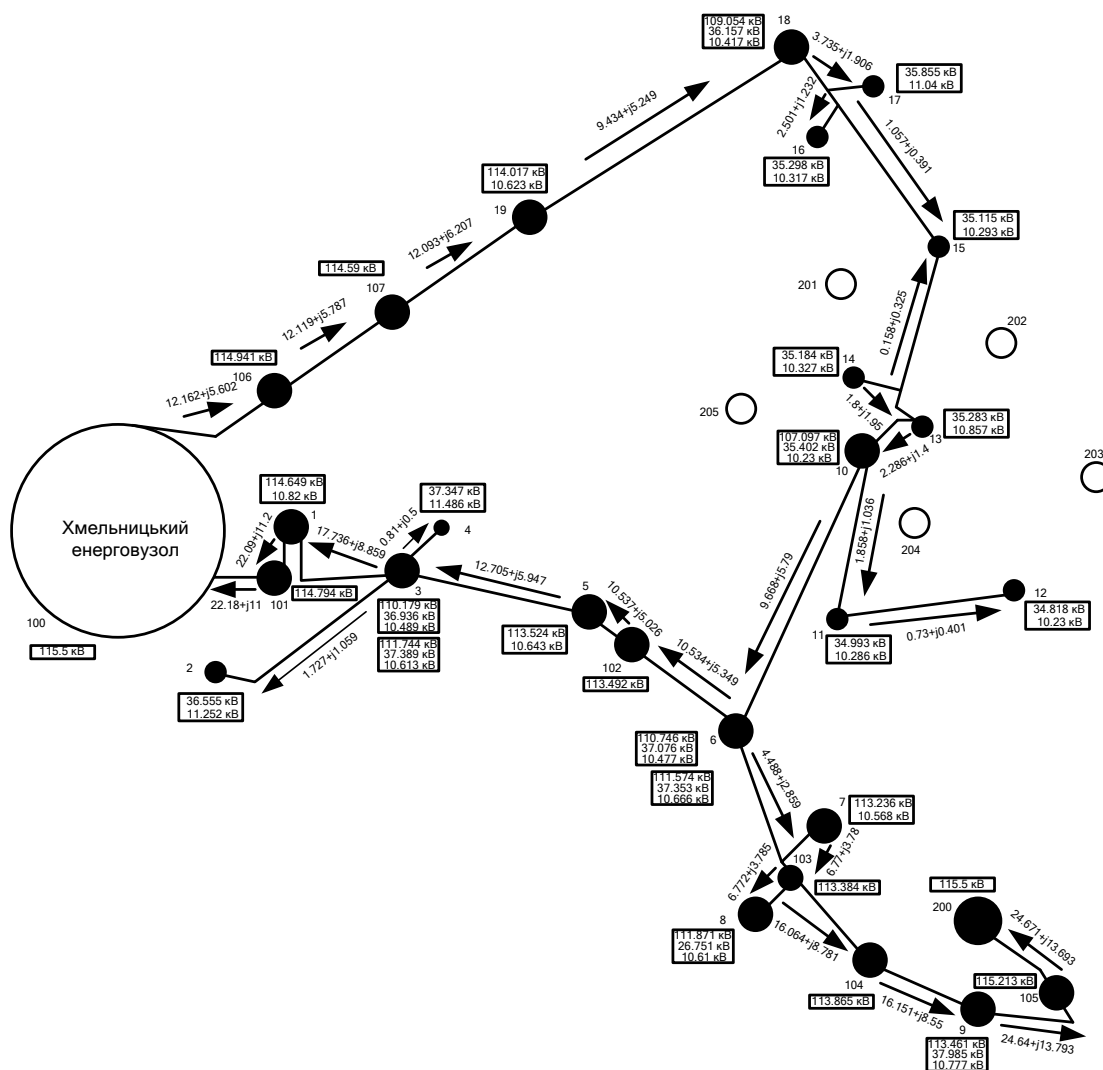 18
109.054 кВ
36.157 кВ
10.417 кВ
3.735+j1.906
35.855 кВ
11.04 кВ
17
2.501+j1.232
16
35.298 кВ
10.317 кВ
1.057+j0.391
9.434+j5.249
114.017 кВ
10.623 кВ
19
35.115 кВ
10.293 кВ
15
12.093+j6.207
114.59 кВ
107
201
202
0.158+j0.325
12.119+j5.787
114.941 кВ
106
35.184 кВ
10.327 кВ
14
1.8+j1.95
205
12.162+j5.602
35.283 кВ
10.857 кВ
13
107.097 кВ
35.402 кВ
10.23 кВ
10
2.286+j1.4
203
204
114.649 кВ
10.82 кВ
1
37.347 кВ
11.486 кВ
4
Хмельницький
енерговузол
22.09+j11.2
17.736+j8.859
0.81+j0.5
12.705+j5.947
1.858+j1.036
9.668+j5.79
101
114.794 кВ
22.18+j11
3
110.179 кВ
36.936 кВ
10.489 кВ
111.744 кВ
37.389 кВ
10.613 кВ
5
10.537+j5.026
113.524 кВ
10.643 кВ
102
113.492 кВ
10.534+j5.349
12
34.818 кВ
10.23 кВ
11
0.73+j0.401
34.993 кВ
10.286 кВ
100
115.5 кВ
2
1.727+j1.059
36.555 кВ
11.252 кВ
6
110.746 кВ
37.076 кВ
10.477 кВ
111.574 кВ
37.353 кВ
10.666 кВ
4.488+j2.859
7
113.236 кВ
10.568 кВ
6.772+j3.785
103
6.77+j3.78
113.384 кВ
8
111.871 кВ
26.751 кВ
10.61 кВ
16.064+j8.781
115.5 кВ
200
24.671+j13.693
104
113.865 кВ
115.213 кВ
105
16.151+j8.55
9
24.64+j13.793
113.461 кВ
37.985 кВ
10.777 кВ